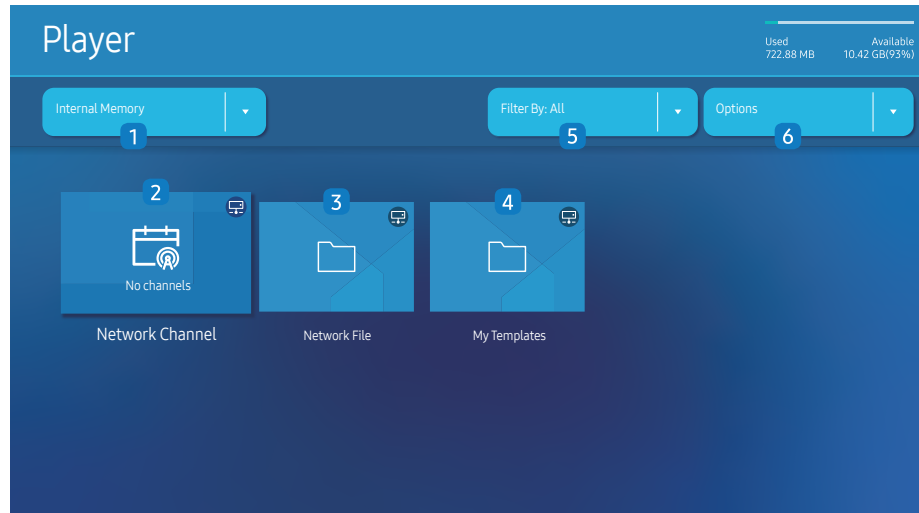 Player
Used
722.88 MB
Available
10.42 GB(93%)
Internal Memory
1
Filter By: All
5
Options
6
2
No channels
Network Channel
3
Network File
4
My Templates